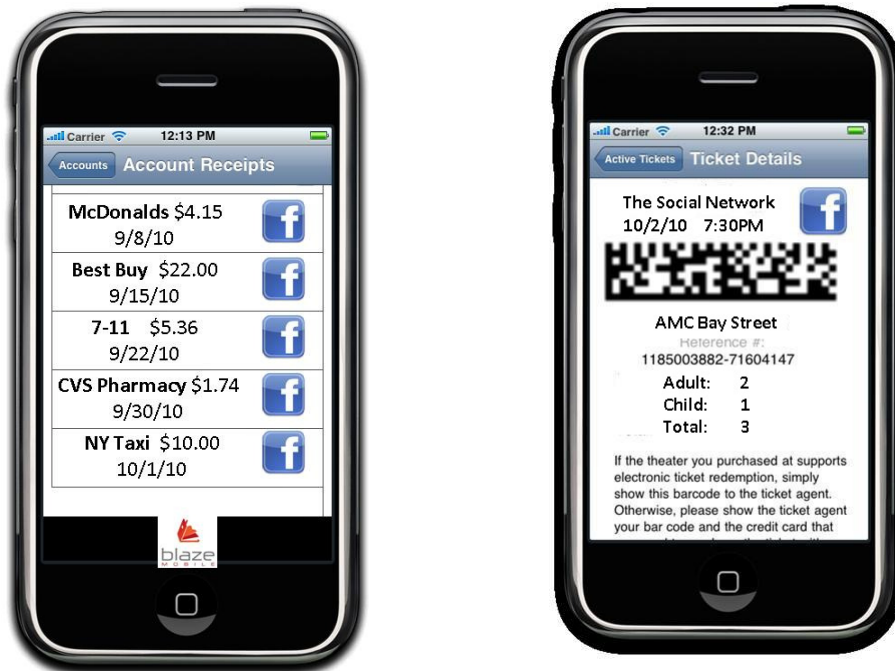 Carrier 12:13 PM
Accounts Account Receipts
McDonalds $4.15
9/8/10
Best Buy $22.00
9/15/10
7-11 $5.36
9/22/10
CVS Pharmacy $1.74
9/30/10
NY Taxi $10.00
10/1/10
blaze
MOBILE
Carrier 12:32 PM
Active Tickets Ticket Details
The Social Network
10/2/10 7:30PM
AMC Bay Street
Reference #:
1185003882-71604147
Adult: 2
Child: 1
Total: 3
If the theater you purchased at supports
electronic ticket redemption, simply
show this barcode to the ticket agent.
Otherwise, please show the ticket agent
your bar code and the credit card that